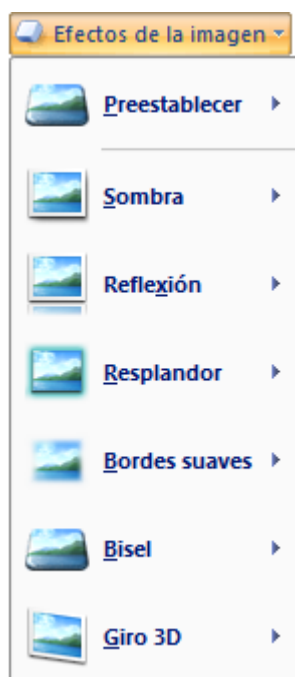 Efectos de la imagen
Preestablecer
Sombra
Reflexión
Resplandor
Bordes suaves
Bisel
Giro 3D